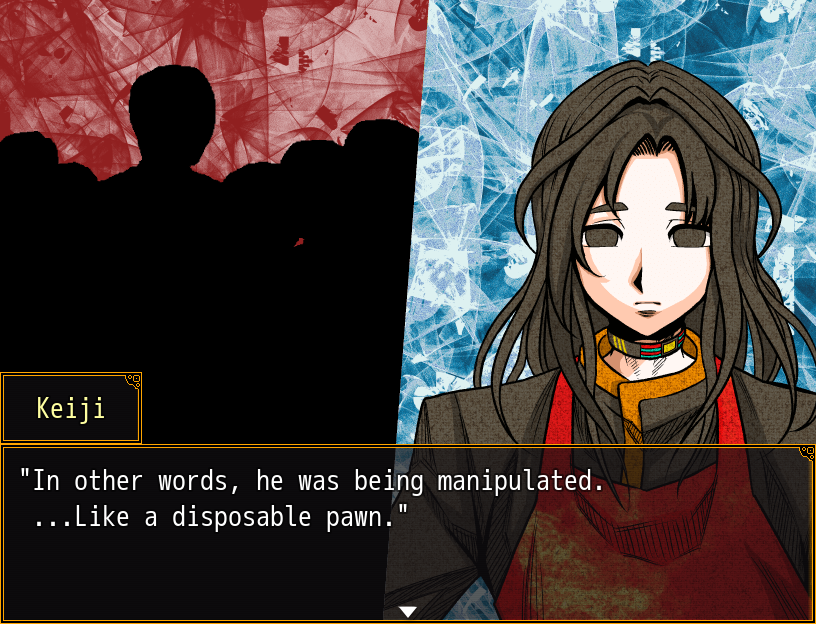 Keiji
"In other words, he was being manipulated.
...Like a disposable pawn."